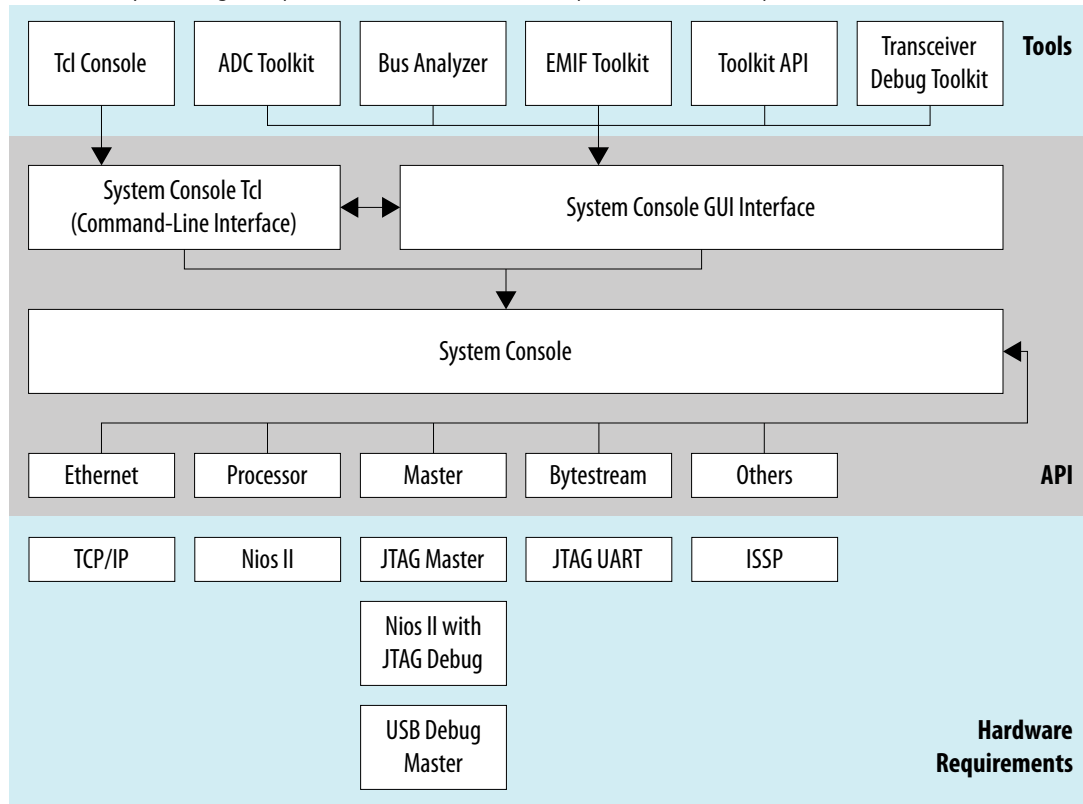 Tcl Console
ADC Toolkit
Bus Analyzer
EMIF Toolkit
Toolkit API
Transceiver
Debug Toolkit
Tools
System Console Tcl
(Command-Line Interface)
System Console GUI Interface
System Console
Ethernet
Processor
Master
Bytestream
Others
API
TCP/IP
Nios II
JTAG Master
JTAG UART
ISSP
Nios II with
JTAG Debug
USB Debug
Master
Hardware
Requirements